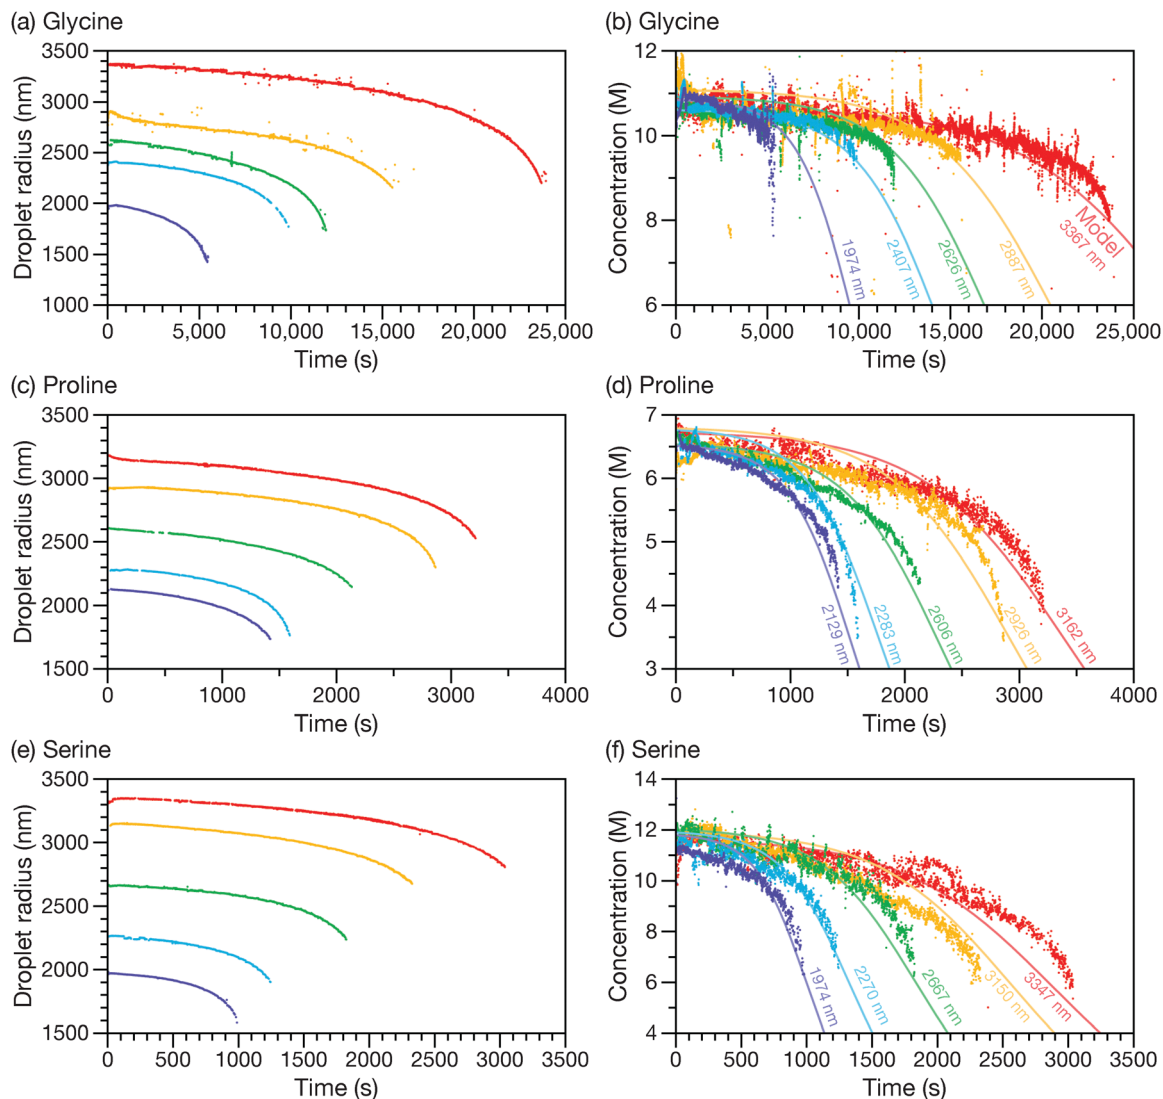 (a) Glycine
3500
3000
2500
2000
1500
1000
Droplet radius (nm)
0
5,000
10,000
15,000
20,000
25,000
Time (s)
(b) Glycine
12
10
8
6
Concentration (M)
1974 nm
2407 nm
2626 nm
2887 nm
Model
3367 nm
0
5,000
10,000
15,000
20,000
25,000
Time (s)
(c) Proline
3500
3000
2500
2000
1500
Droplet radius (nm)
0
1000
2000
3000
4000
Time (s)
(d) Proline
7
6
5
4
3
Concentration (M)
2129 nm
2283 nm
2606 nm
2926 nm
3162 nm
0
1000
2000
3000
4000
Time (s)
(e) Serine
3500
3000
2500
2000
1500
Droplet radius (nm)
0
500
1000
1500
2000
2500
3000
3500
Time (s)
(f) Serine
14
12
10
8
6
4
Concentration (M)
1974 nm
2270 nm
2667 nm
3150 nm
3347 nm
0
500
1000
1500
2000
2500
3000
3500
Time (s)